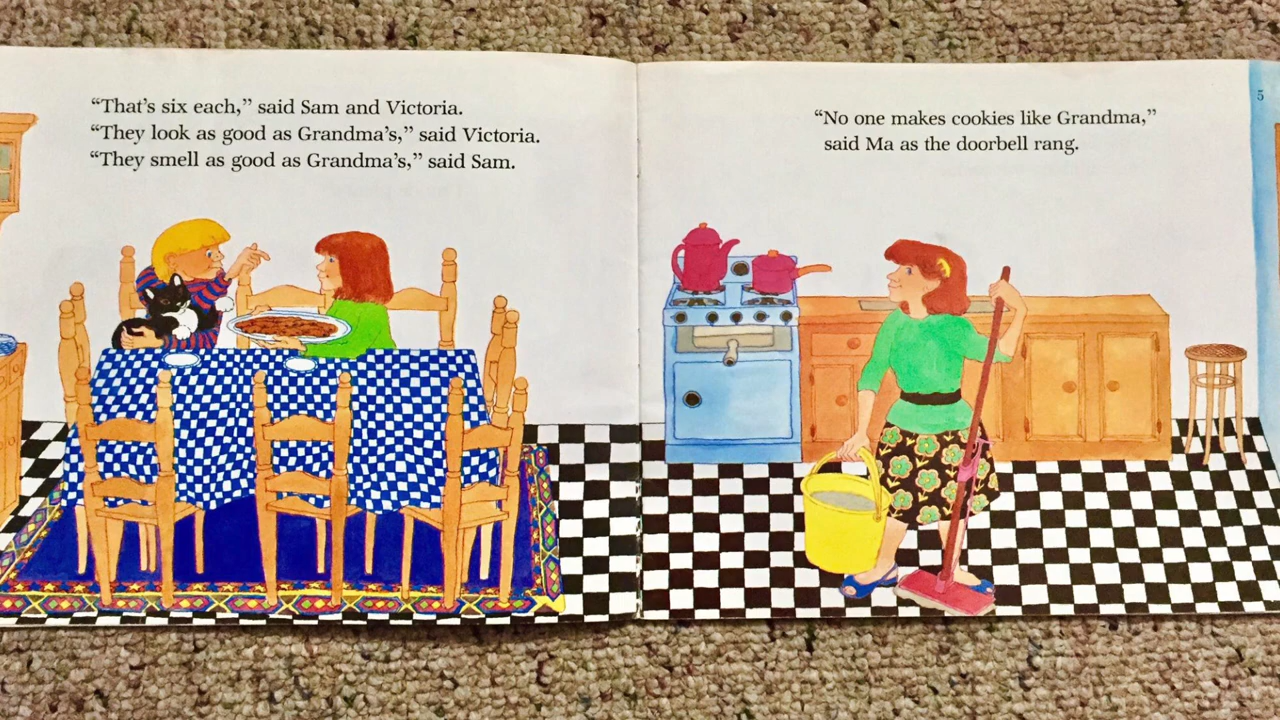 “That’s six each,” said Sam and Victoria.
“They look as good as Grandma’s,” said Victoria.
“They smell as good as Grandma’s,” said Sam.
“No one makes cookies like Grandma,”
said Ma as the doorbell rang.
5